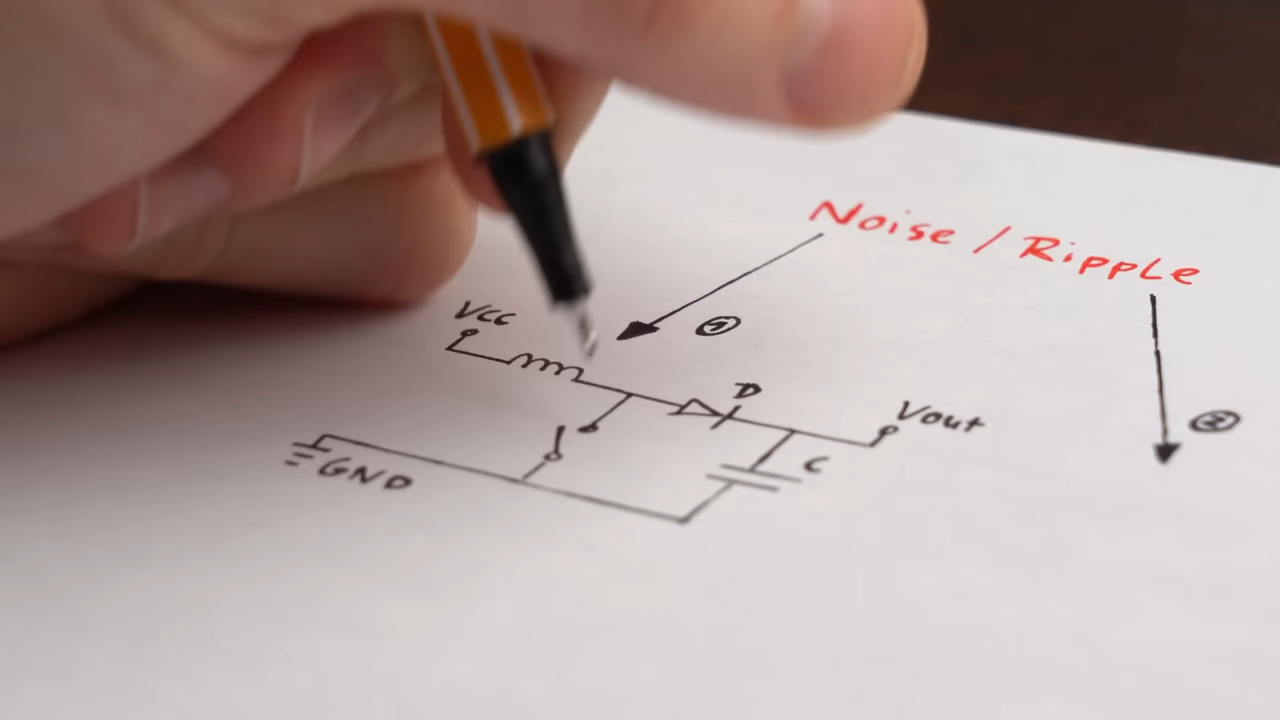 Noise / Ripple
①
VCC
D
Vout
②
C
GND